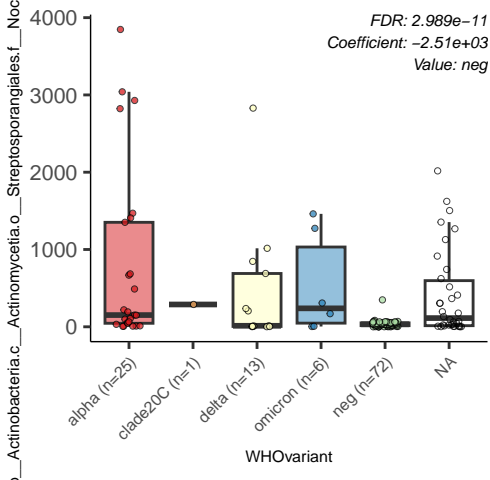 FDR: 2.989e−11
Coefficient: −2.51e+03
Value: neg
4000
3000
2000
1000
0
o__Actinobacteria.c__Actinomycetia.o__Streptosporangiales.f__Noc
alpha (n=25)
clade20C (n=1)
delta (n=13)
omicron (n=6)
neg (n=72)
NA
WHOvariant